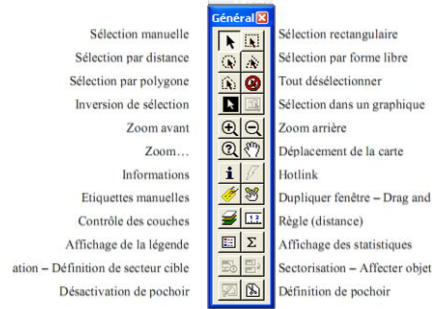 Général
Sélection manuelle
Sélection rectangulaire
Sélection par distance
Sélection par forme libre
Sélection par polygone
Tout désélectionner
Inversion de sélection
Sélection dans un graphique
Zoom avant
Zoom arrière
Zoom…
Déplacement de la carte
Informations
Hotlink
Etiquettes manuelles
Dupliquer fenêtre – Drag and
Contrôle des couches
Règle (distance)
Affichage de la légende
Affichage des statistiques
ation – Définition de secteur cible
Sectorisation – Affecter objet
Désactivation de pochoir
Définition de pochoir